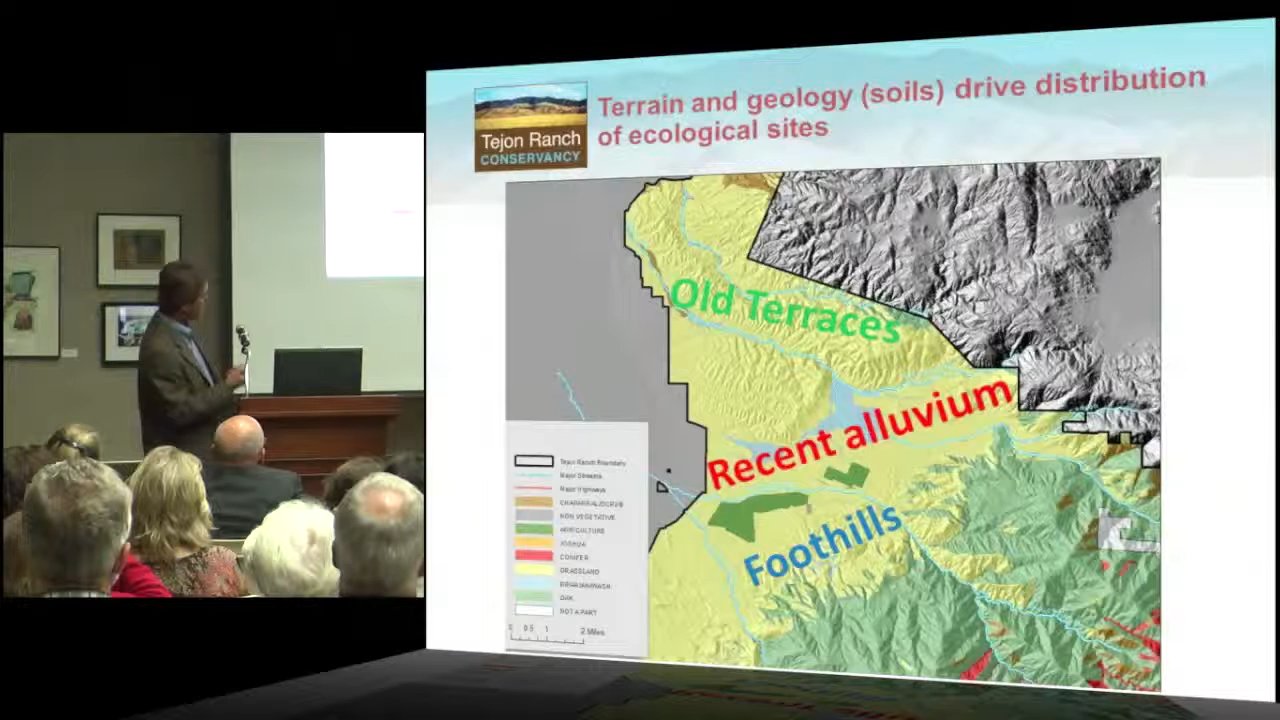 Terrain and geology (soils) drive distribution
of ecological sites
Tejon Ranch
CONSERVANCY
Old Terraces
Recent alluvium
Foothills
Tejon Ranch Boundary
Major Streams
Major Highways
CHAPARRAL/SCRUB
NON VEGETATIVE
AGRICULTURE
JOSHUA
CONIFER
GRASSLAND
RIPARIAN/WASH
OAK
NOT A PART
0 0.5 1 2 Miles